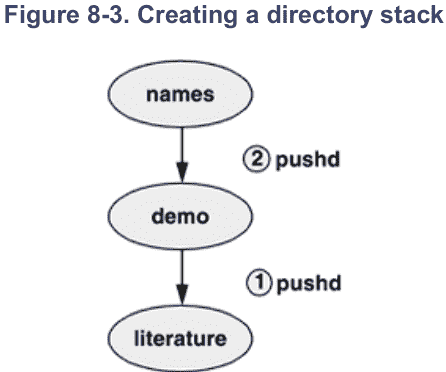 Figure 8-3. Creating a directory stack
names
2 pushd
demo
1 pushd
literature